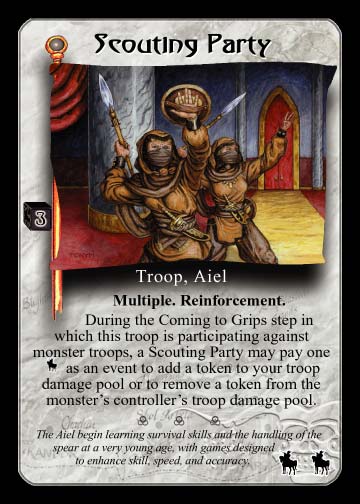 Scouting Party
3
Troop, Aiel
Multiple. Reinforcement.
During the Coming to Grips step in
which this troop is participating against
monster troops, a Scouting Party may pay one
as an event to add a token to your troop
damage pool or to remove a token from the
monster's controller's troop damage pool.
The Aiel begin learning survival skills and the handling of the
spear at a very young age, with games designed
to enhance skill, speed, and accuracy.